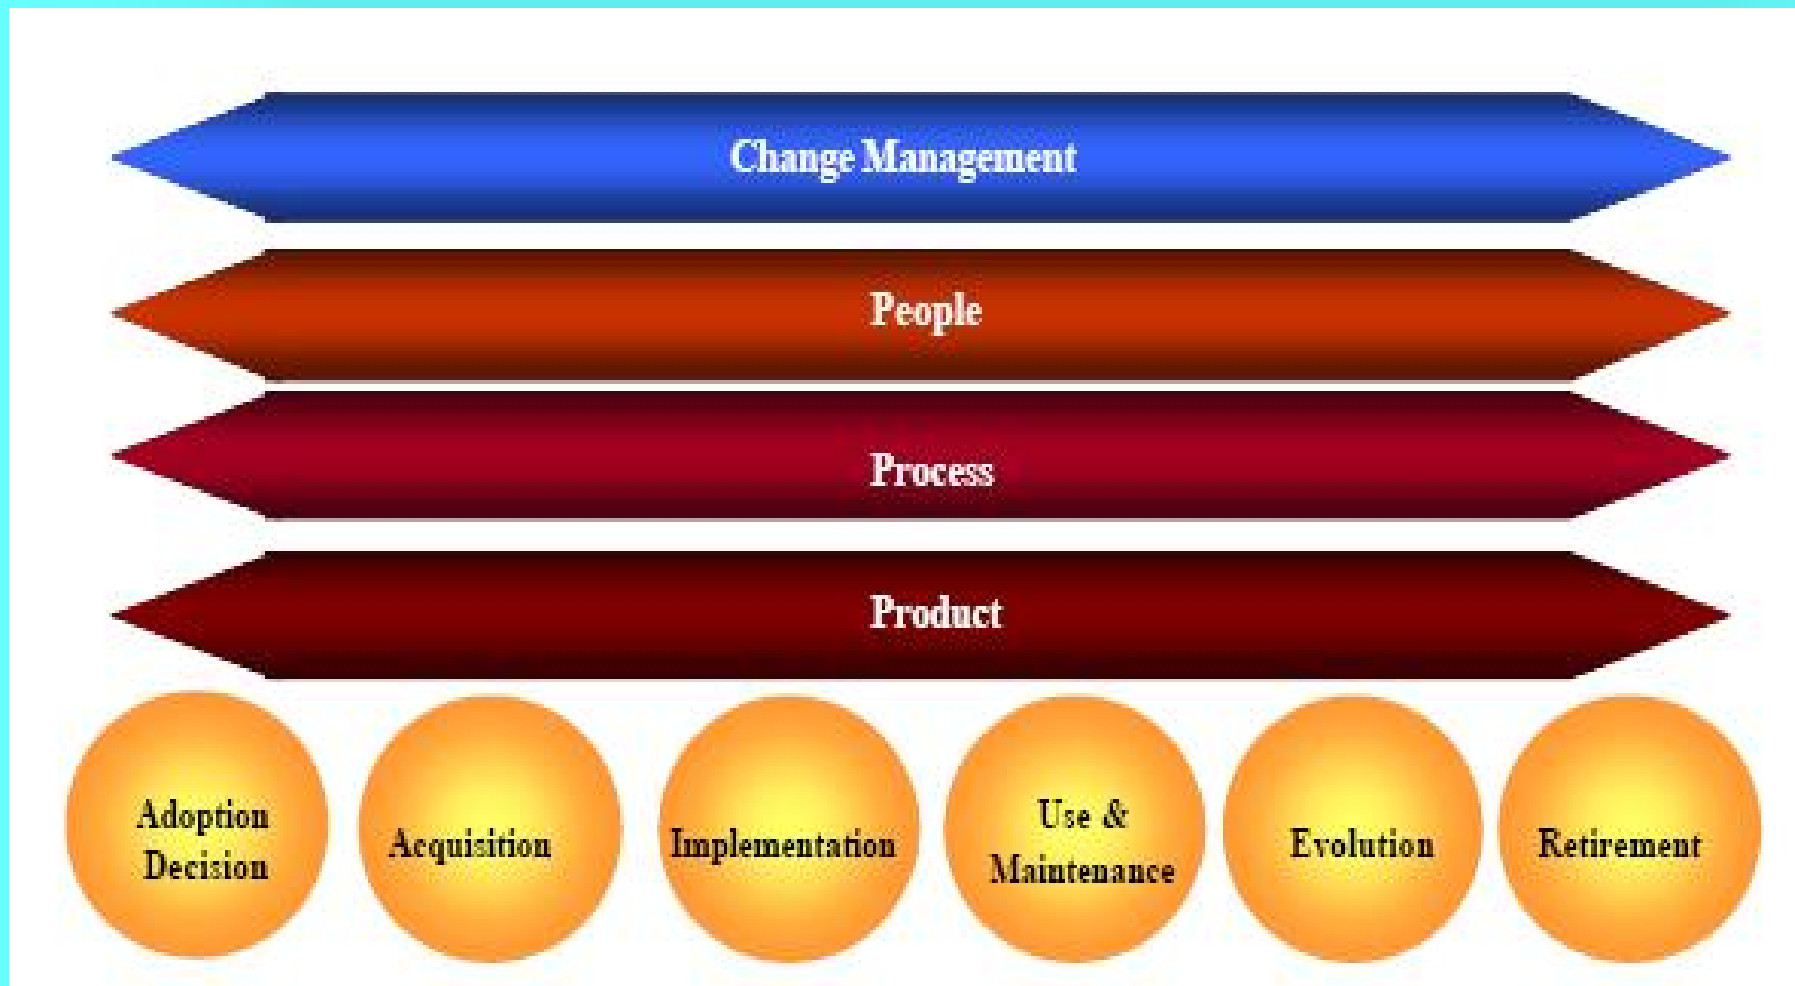 Change Management
People
Process
Product
Adoption
Decision
Acquisition
Implementation
Use &
Maintenance
Evolution
Retirement